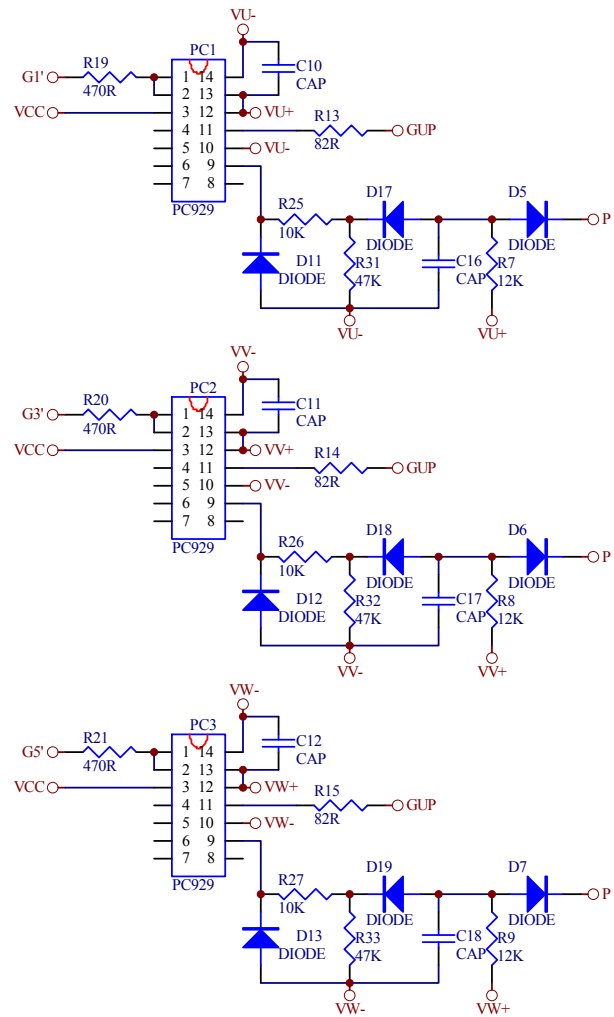 VU-
PC1
R19
C10
G1'
1 14
CAP
470R
2 13
VCC
3 12
VU+
R13
4 11
GUP
5 10
VU-
82R
6 9
7 8
D17
D5
PC929
R25
P
10K
DIODE
DIODE
D11
R31
C16
R7
DIODE
47K
CAP
12K
VU-
VU+
VV-
PC2
R20
C11
G3'
1 14
CAP
470R
2 13
VCC
3 12
VV+
R14
4 11
GUP
5 10
VV-
82R
6 9
7 8
D18
D6
PC929
R26
P
10K
DIODE
DIODE
D12
R32
C17
R8
DIODE
47K
CAP
12K
VV-
VV+
VW-
PC3
R21
C12
G5'
1 14
CAP
470R
2 13
VCC
3 12
VW+
R15
4 11
GUP
5 10
VW-
82R
6 9
7 8
D19
D7
PC929
R27
P
10K
DIODE
DIODE
D13
R33
C18
R9
DIODE
47K
CAP
12K
VW-
VW+